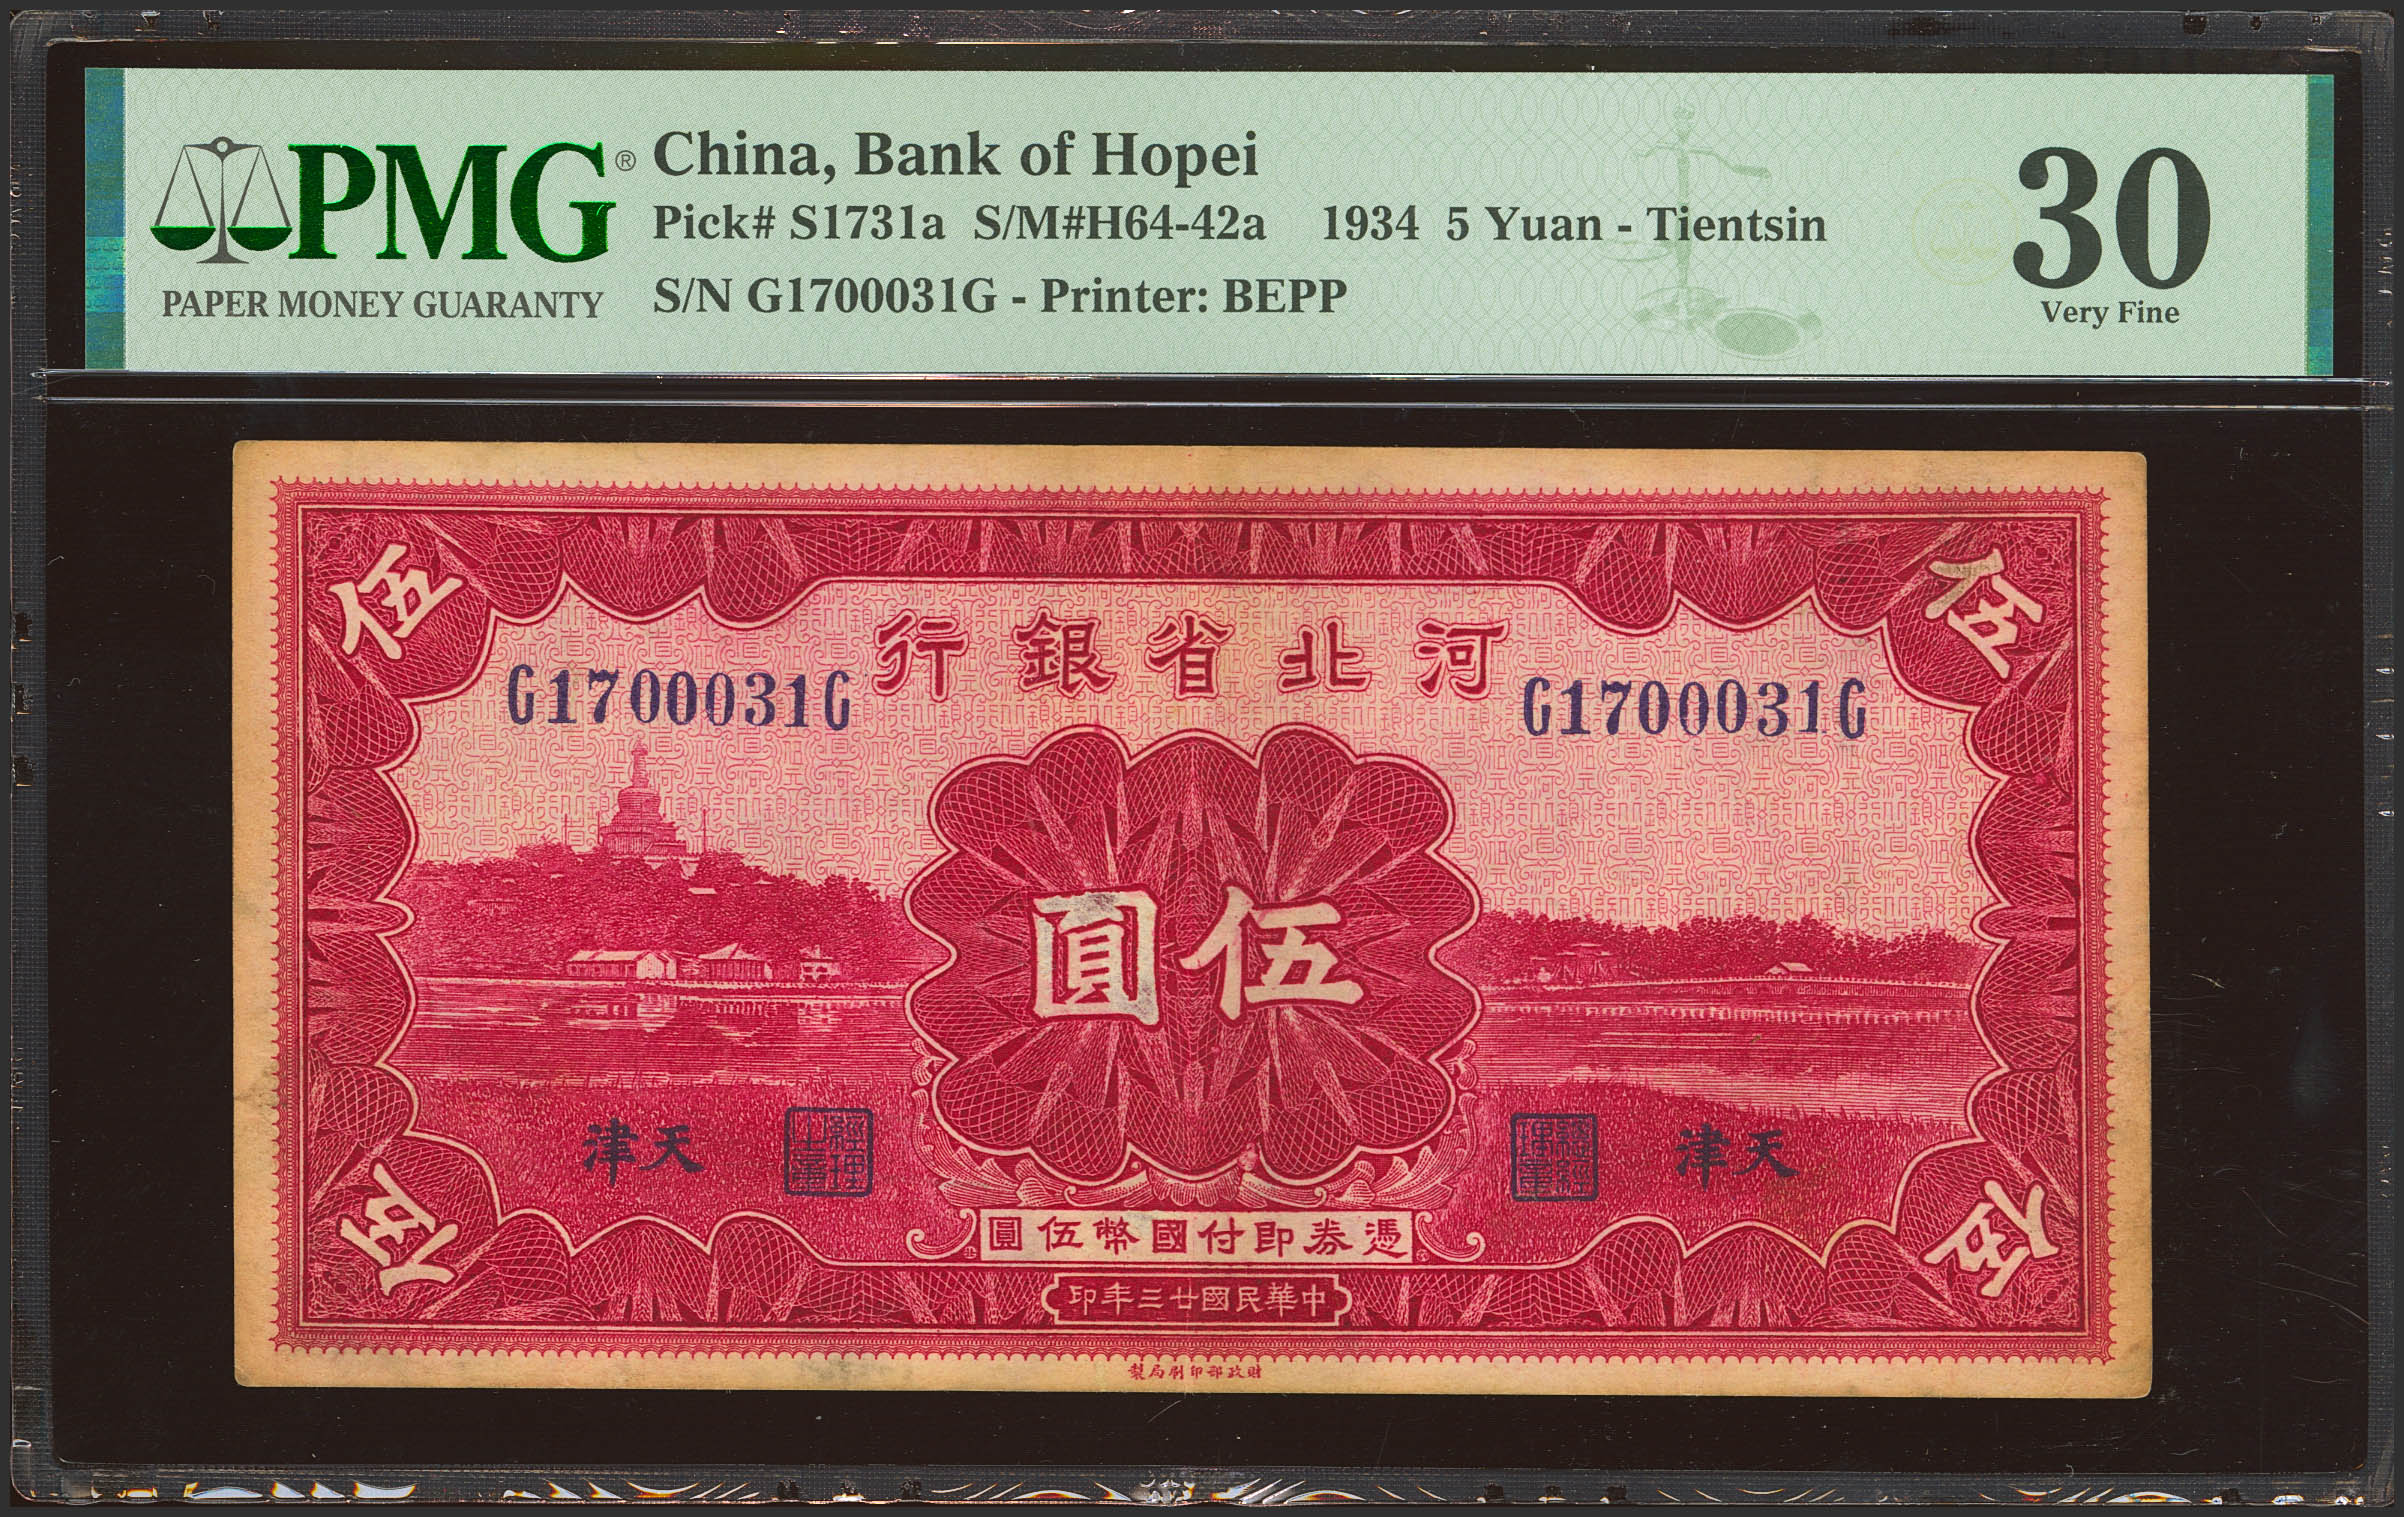 PMG®
PAPER MONEY GUARANTY
China, Bank of Hopei
Pick# S1731a S/M#H64-42a 1934 5 Yuan - Tientsin
S/N G1700031G - Printer: BEPP
30
Very Fine
伍
伍
行銀省北河
G1700031G
G1700031G
圓伍
津天
理經
津天
伍
伍
圓伍幣國付即券憑
印年三廿國民華中
製局刷印部政財